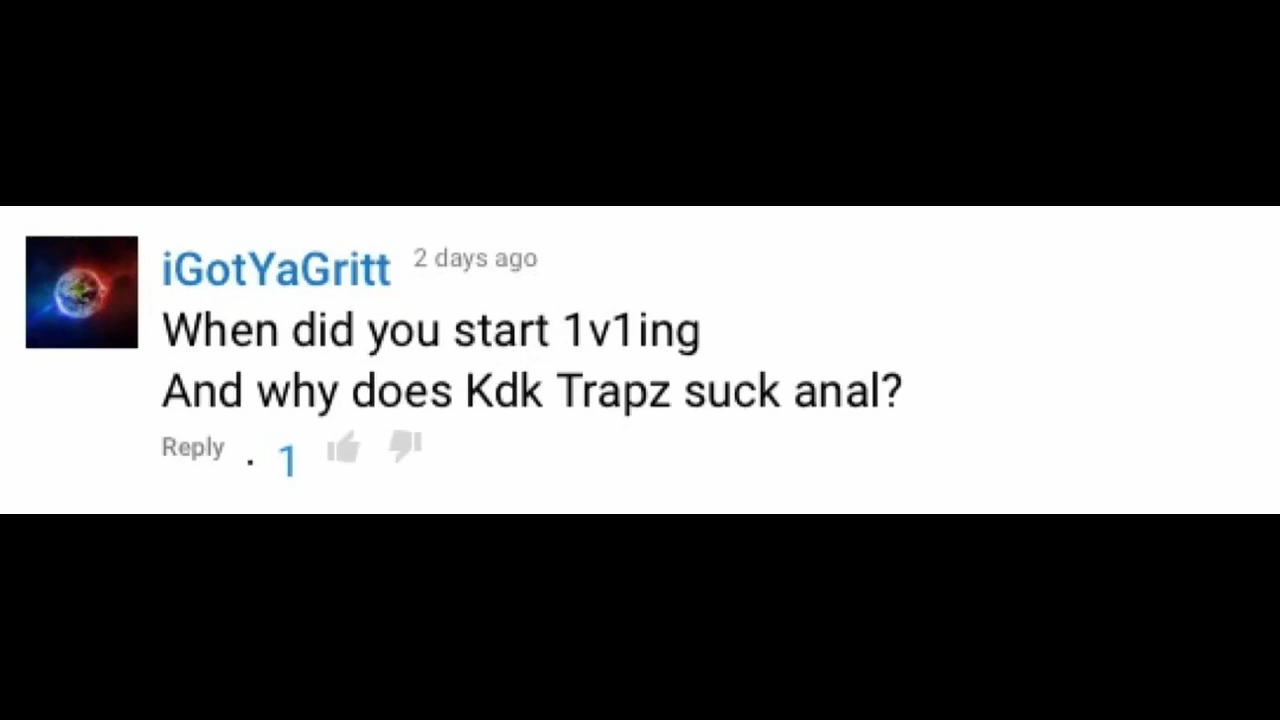 iGotYaGritt 2 days ago
When did you start 1v1ing
And why does Kdk Trapz suck anal?
Reply . 1